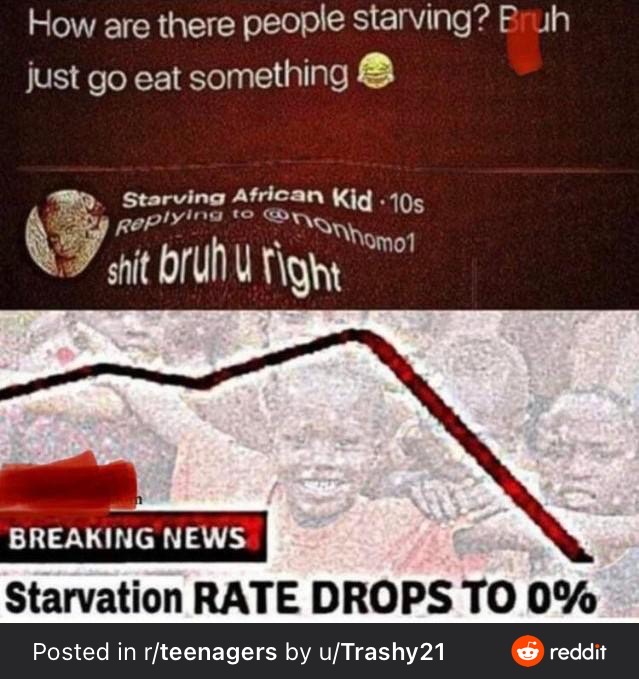 How are there people starving? Bruh
just go eat something 😂
Starving African Kid · 10s
Replying to @nonhomo1
shit bruh u right
n
BREAKING NEWS
Starvation RATE DROPS TO 0%
Posted in r/teenagers by u/Trashy21
reddit